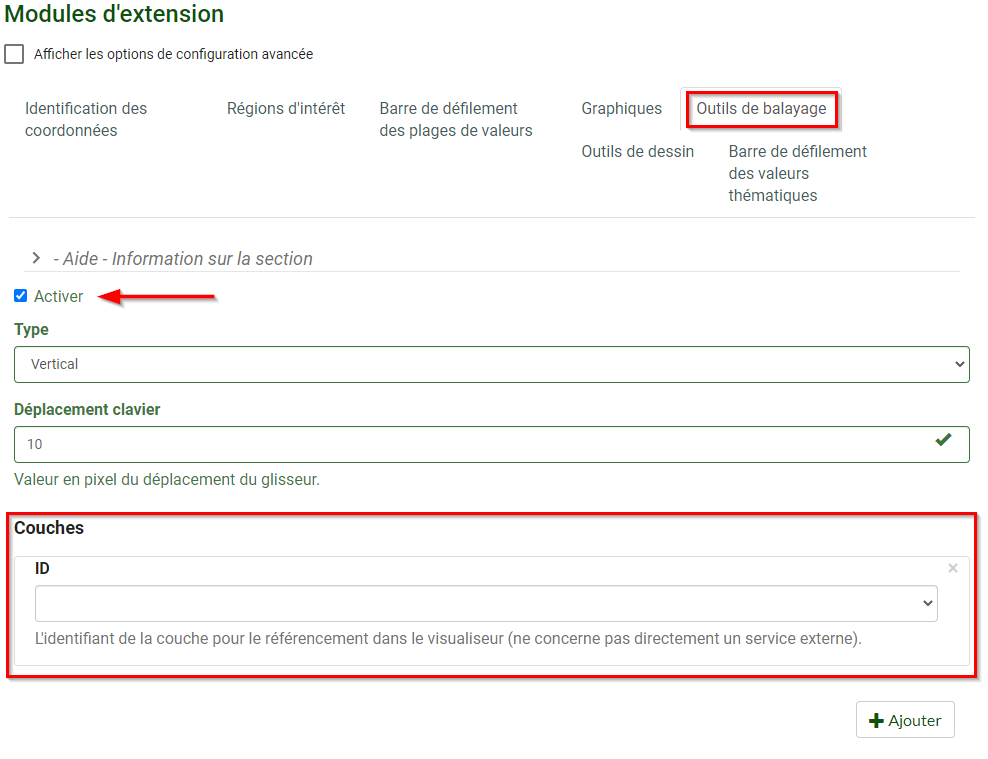 Modules d'extension
Afficher les options de configuration avancée
Identification des
coordonnées
Régions d'intérêt
Barre de défilement
des plages de valeurs
Graphiques
Outils de balayage
Outils de dessin
Barre de défilement
des valeurs
thématiques
- Aide - Information sur la section
Activer
Type
Vertical
Déplacement clavier
10
Valeur en pixel du déplacement du glisseur.
Couches
ID
L'identifiant de la couche pour le référencement dans le visualiseur (ne concerne pas directement un service externe).
Ajouter